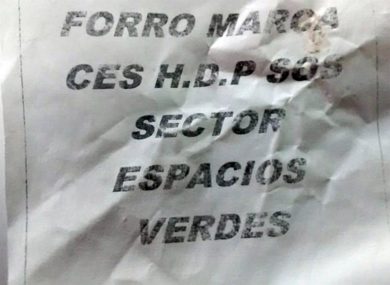 FORRO MARCA
CES H.D.P SOS
SECTOR
ESPACIOS
VERDES